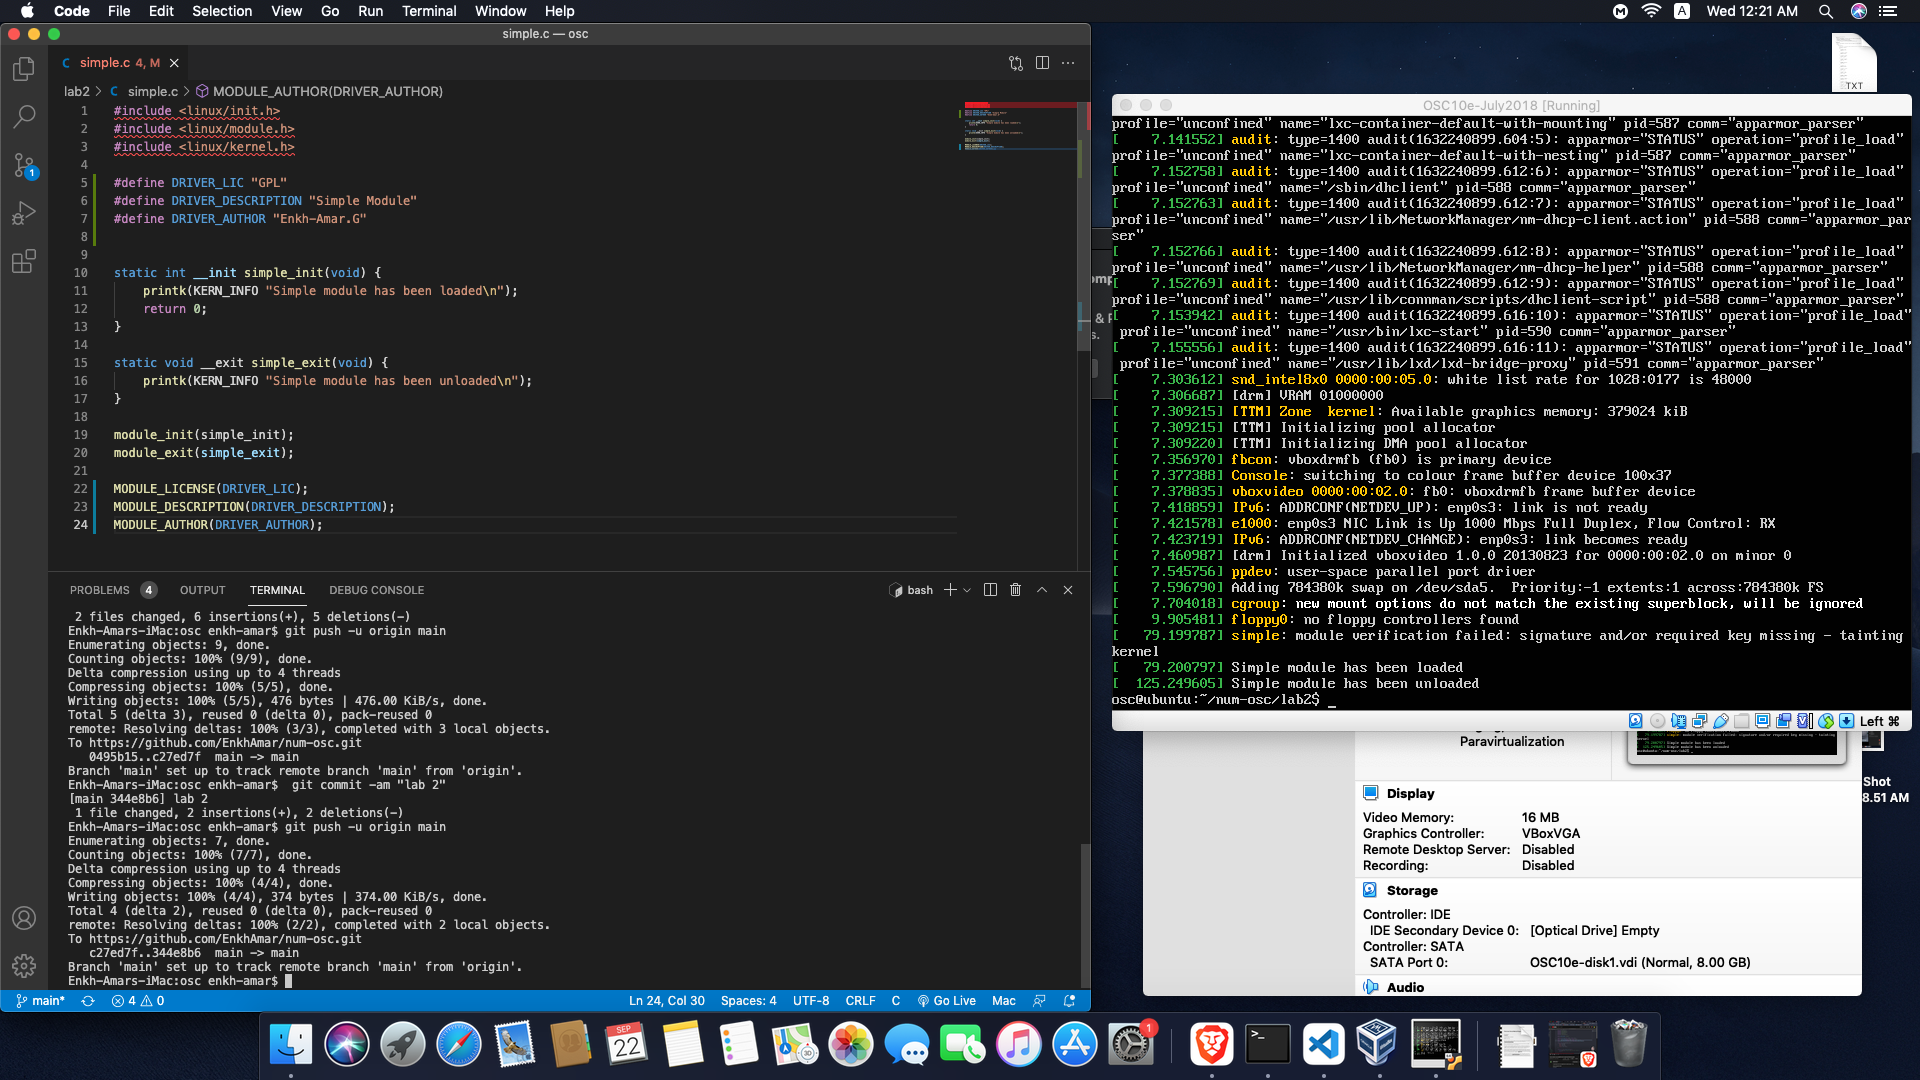 Code File Edit Selection View Go Run Terminal Window Help
A Wed 12:21 AM
simple.c — osc
simple.c 4, M
lab2 > C simple.c > MODULE_AUTHOR(DRIVER_AUTHOR)
1 #include <linux/init.h>
2 #include <linux/module.h>
3 #include <linux/kernel.h>
4
5 #define DRIVER_LIC "GPL"
6 #define DRIVER_DESCRIPTION "Simple Module"
7 #define DRIVER_AUTHOR "Enkh-Amar.G"
8
9
10 static int __init simple_init(void) {
11 printk(KERN_INFO "Simple module has been loaded\n");
12 return 0;
13 }
14
15 static void __exit simple_exit(void) {
16 printk(KERN_INFO "Simple module has been unloaded\n");
17 }
18
19 module_init(simple_init);
20 module_exit(simple_exit);
21
22 MODULE_LICENSE(DRIVER_LIC);
23 MODULE_DESCRIPTION(DRIVER_DESCRIPTION);
24 MODULE_AUTHOR(DRIVER_AUTHOR);
PROBLEMS 4 OUTPUT TERMINAL DEBUG CONSOLE bash
2 files changed, 6 insertions(+), 5 deletions(-)
Enkh-Amars-iMac:osc enkh-amar$ git push -u origin main
Enumerating objects: 9, done.
Counting objects: 100% (9/9), done.
Delta compression using up to 4 threads
Compressing objects: 100% (5/5), done.
Writing objects: 100% (5/5), 476 bytes | 476.00 KiB/s, done.
Total 5 (delta 3), reused 0 (delta 0), pack-reused 0
remote: Resolving deltas: 100% (3/3), completed with 3 local objects.
To https://github.com/EnkhAmar/num-osc.git
0495b15..c27ed7f main -> main
Branch 'main' set up to track remote branch 'main' from 'origin'.
Enkh-Amars-iMac:osc enkh-amar$ git commit -am "lab 2"
[main 344e8b6] lab 2
1 file changed, 2 insertions(+), 2 deletions(-)
Enkh-Amars-iMac:osc enkh-amar$ git push -u origin main
Enumerating objects: 7, done.
Counting objects: 100% (7/7), done.
Delta compression using up to 4 threads
Compressing objects: 100% (4/4), done.
Writing objects: 100% (4/4), 374 bytes | 374.00 KiB/s, done.
Total 4 (delta 2), reused 0 (delta 0), pack-reused 0
remote: Resolving deltas: 100% (2/2), completed with 2 local objects.
To https://github.com/EnkhAmar/num-osc.git
c27ed7f..344e8b6 main -> main
Branch 'main' set up to track remote branch 'main' from 'origin'.
Enkh-Amars-iMac:osc enkh-amar$
main* 4 0 Ln 24, Col 30 Spaces: 4 UTF-8 CRLF C Go Live Mac
TXT
OSC10e-July2018 [Running]
profile="unconfined" name="lxc-container-default-with-mounting" pid=587 comm="apparmor_parser"
[ 7.141552] audit: type=1400 audit(1632240899.604:5): apparmor="STATUS" operation="profile_load"
profile="unconfined" name="lxc-container-default-with-nesting" pid=587 comm="apparmor_parser"
[ 7.152758] audit: type=1400 audit(1632240899.612:6): apparmor="STATUS" operation="profile_load"
profile="unconfined" name="/sbin/dhclient" pid=588 comm="apparmor_parser"
[ 7.152763] audit: type=1400 audit(1632240899.612:7): apparmor="STATUS" operation="profile_load"
profile="unconfined" name="/usr/lib/NetworkManager/nm-dhcp-client.action" pid=588 comm="apparmor_par
ser"
[ 7.152766] audit: type=1400 audit(1632240899.612:8): apparmor="STATUS" operation="profile_load"
profile="unconfined" name="/usr/lib/NetworkManager/nm-dhcp-helper" pid=588 comm="apparmor_parser"
[ 7.152769] audit: type=1400 audit(1632240899.612:9): apparmor="STATUS" operation="profile_load"
profile="unconfined" name="/usr/lib/connman/scripts/dhclient-script" pid=588 comm="apparmor_parser"
[ 7.153942] audit: type=1400 audit(1632240899.616:10): apparmor="STATUS" operation="profile_load"
profile="unconfined" name="/usr/bin/lxc-start" pid=590 comm="apparmor_parser"
[ 7.155556] audit: type=1400 audit(1632240899.616:11): apparmor="STATUS" operation="profile_load"
profile="unconfined" name="/usr/lib/lxd/lxd-bridge-proxy" pid=591 comm="apparmor_parser"
[ 7.303612] snd_intel8x0 0000:00:05.0: white list rate for 1028:0177 is 48000
[ 7.306687] [drm] VRAM 01000000
[ 7.309215] [TTM] Zone kernel: Available graphics memory: 379024 kiB
[ 7.309215] [TTM] Initializing pool allocator
[ 7.309220] [TTM] Initializing DMA pool allocator
[ 7.356970] fbcon: vboxdrmfb (fb0) is primary device
[ 7.377388] Console: switching to colour frame buffer device 100x37
[ 7.378835] vboxvideo 0000:00:02.0: fb0: vboxdrmfb frame buffer device
[ 7.418859] IPv6: ADDRCONF(NETDEV_UP): enp0s3: link is not ready
[ 7.421578] e1000: enp0s3 NIC Link is Up 1000 Mbps Full Duplex, Flow Control: RX
[ 7.423719] IPv6: ADDRCONF(NETDEV_CHANGE): enp0s3: link becomes ready
[ 7.460987] [drm] Initialized vboxvideo 1.0.0 20130823 for 0000:00:02.0 on minor 0
[ 7.545756] ppdev: user-space parallel port driver
[ 7.596790] Adding 784380k swap on /dev/sda5. Priority:-1 extents:1 across:784380k FS
[ 7.704018] cgroup: new mount options do not match the existing superblock, will be ignored
[ 9.905481] floppy0: no floppy controllers found
[ 79.199787] simple: module verification failed: signature and/or required key missing - tainting
kernel
[ 79.200797] Simple module has been loaded
[ 125.249605] Simple module has been unloaded
osc@ubuntu:~/num-osc/lab2$ _
Left ⌘
Paravirtualization
Shot
8.51 AM
Display
Video Memory: 16 MB
Graphics Controller: VBoxVGA
Remote Desktop Server: Disabled
Recording: Disabled
Storage
Controller: IDE
IDE Secondary Device 0: [Optical Drive] Empty
Controller: SATA
SATA Port 0: OSC10e-disk1.vdi (Normal, 8.00 GB)
Audio
SEP
22
1